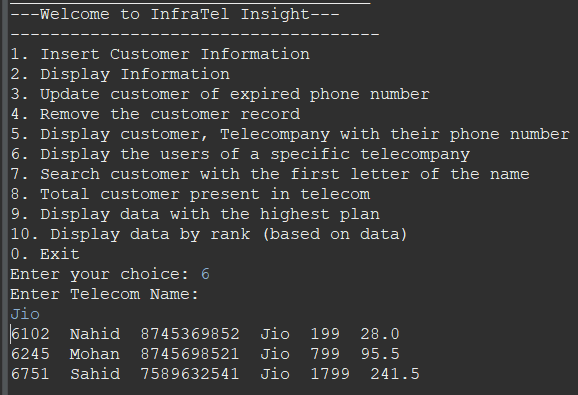 ---Welcome to InfraTel Insight---
-------------------------------------
1. Insert Customer Information
2. Display Information
3. Update customer of expired phone number
4. Remove the customer record
5. Display customer, Telecompany with their phone number
6. Display the users of a specific telecompany
7. Search customer with the first letter of the name
8. Total customer present in telecom
9. Display data with the highest plan
10. Display data by rank (based on data)
0. Exit
Enter your choice: 6
Enter Telecom Name:
Jio
6102  Nahid  8745369852  Jio  199  28.0
6245  Mohan  8745698521  Jio  799  95.5
6751  Sahid  7589632541  Jio  1799  241.5